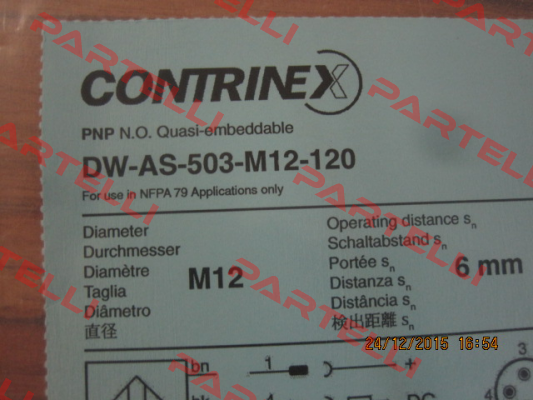 CONTRINEX
PNP N.O. Quasi-embeddable
DW-AS-503-M12-120
For use in NFPA 79 Applications only
Diameter
Durchmesser
Diamètre
Taglia
Diâmetro
直径
M12
Operating distance sn
Schaltabstand sn
Portée sn
Distanza sn
Distância sn
検出距離 sn
6 mm
24/12/2015 16:54
bn
1
+
3
4
PARTELLI
PARTELLI
PARTELLI
PARTELLI
PARTELLI